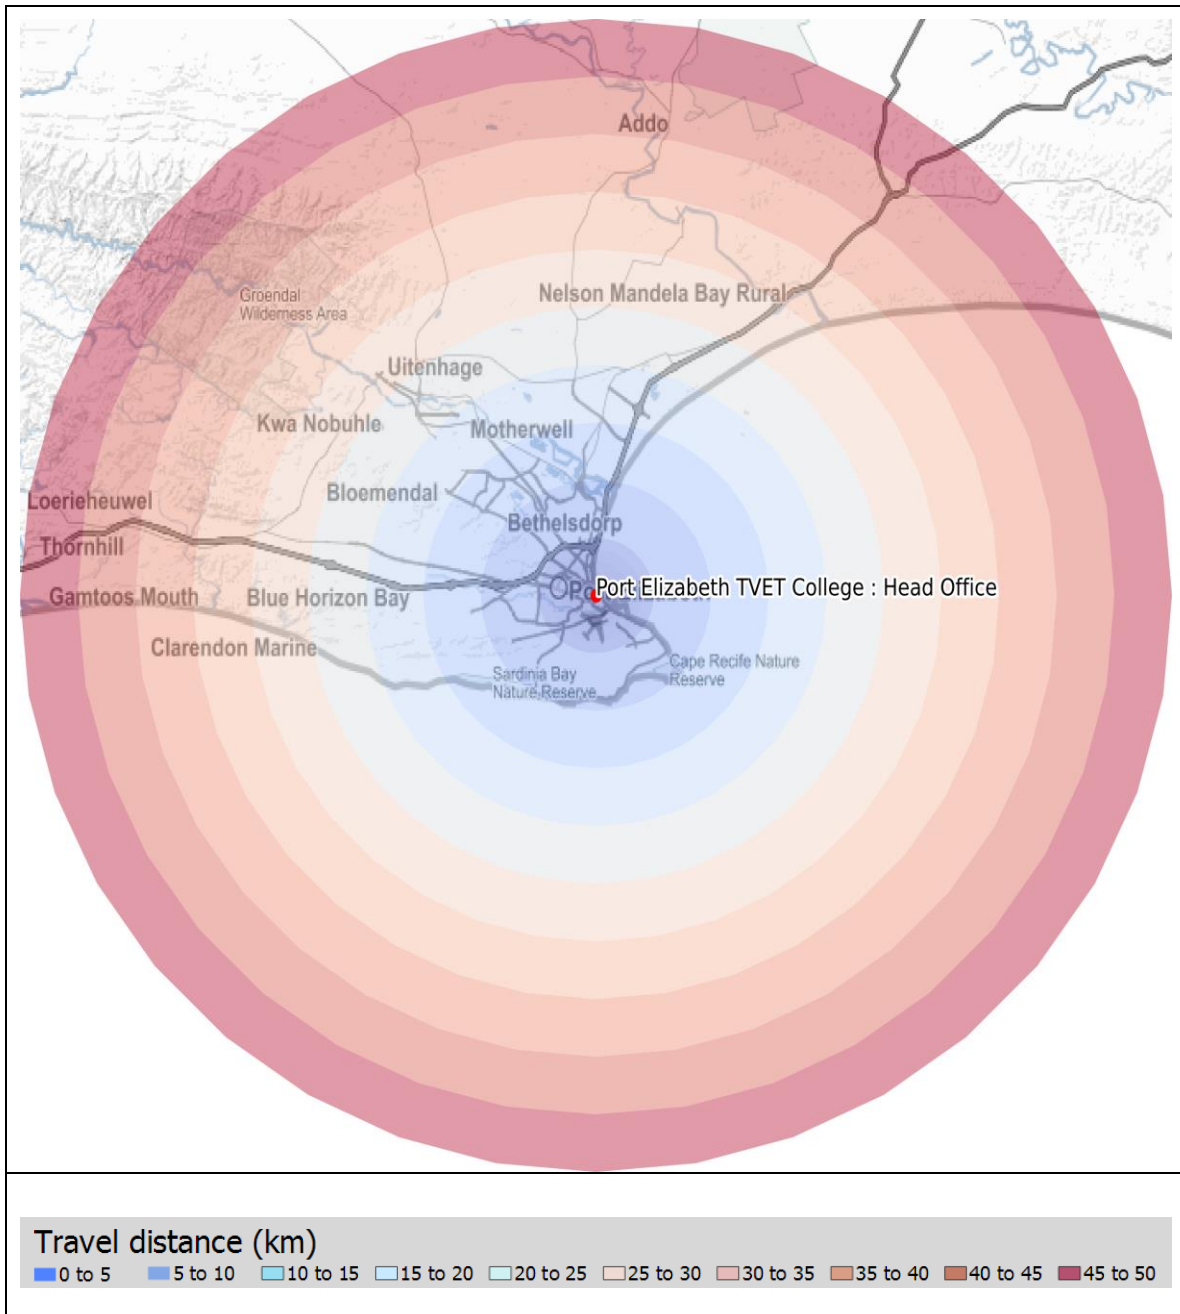 Addo
Groendal
Wilderness Area
Nelson Mandela Bay Rural
Uitenhage
Kwa Nobuhle
Motherwell
Bloemendal
Loerieheuwel
Bethelsdorp
Thornhill
Port Elizabeth TVET College : Head Office
Gamtoos Mouth
Blue Horizon Bay
Clarendon Marine
Cape Recife Nature
Reserve
Sardinia Bay
Nature Reserve
Travel distance (km)
0 to 5 5 to 10 10 to 15 15 to 20 20 to 25 25 to 30 30 to 35 35 to 40 40 to 45 45 to 50